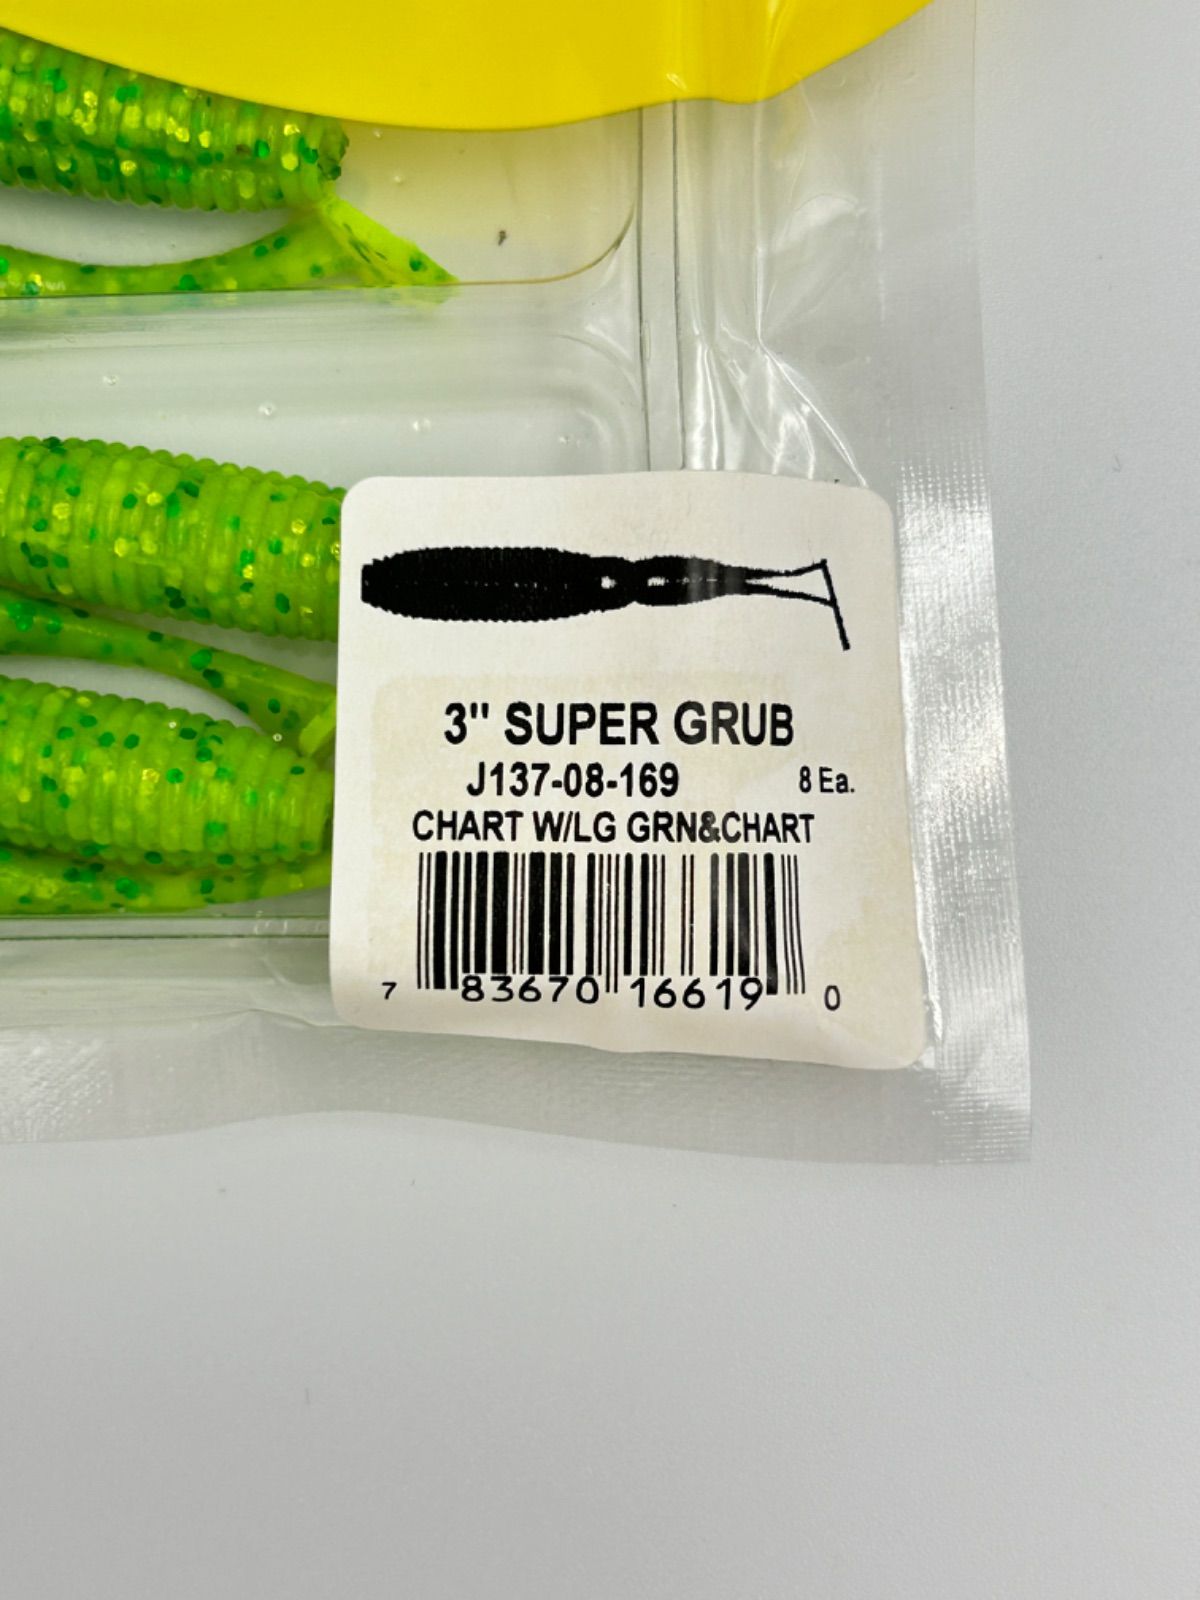 3" SUPER GRUB
J137-08-169 8 Ea.
CHART W/LG GRN&CHART
7 83670 16619 0